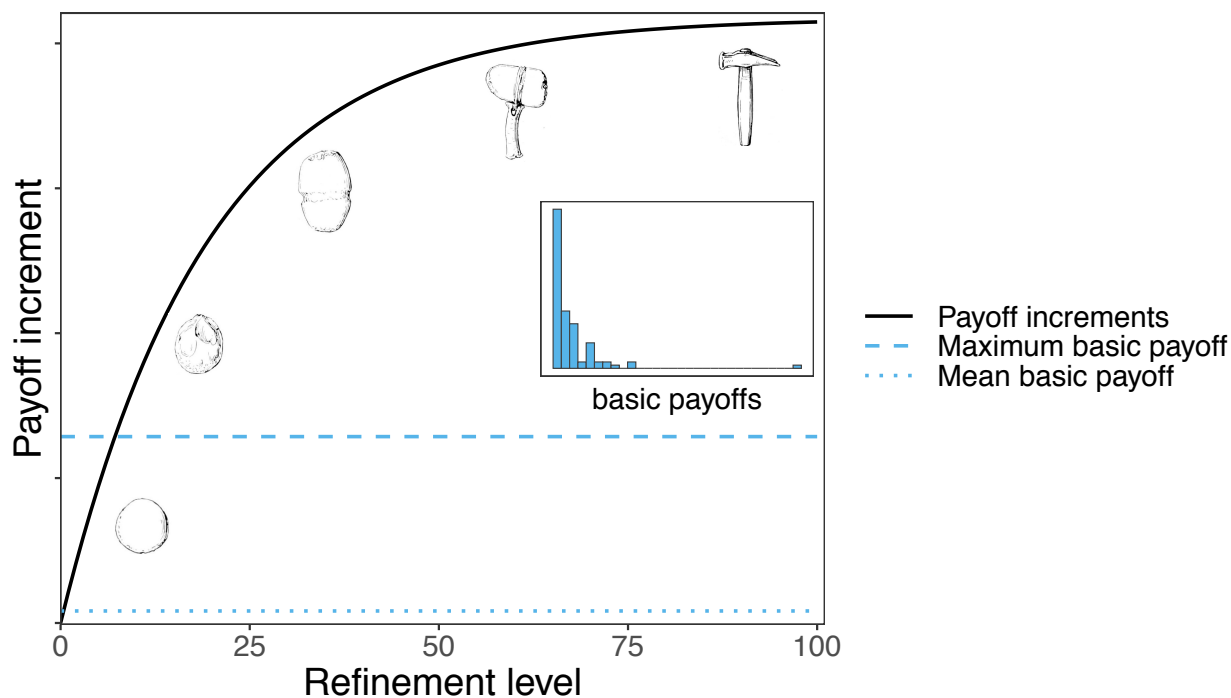 Payoff increment
basic payoffs
Payoff increments
Maximum basic payoff
Mean basic payoff
0
25
50
75
100
Refinement level